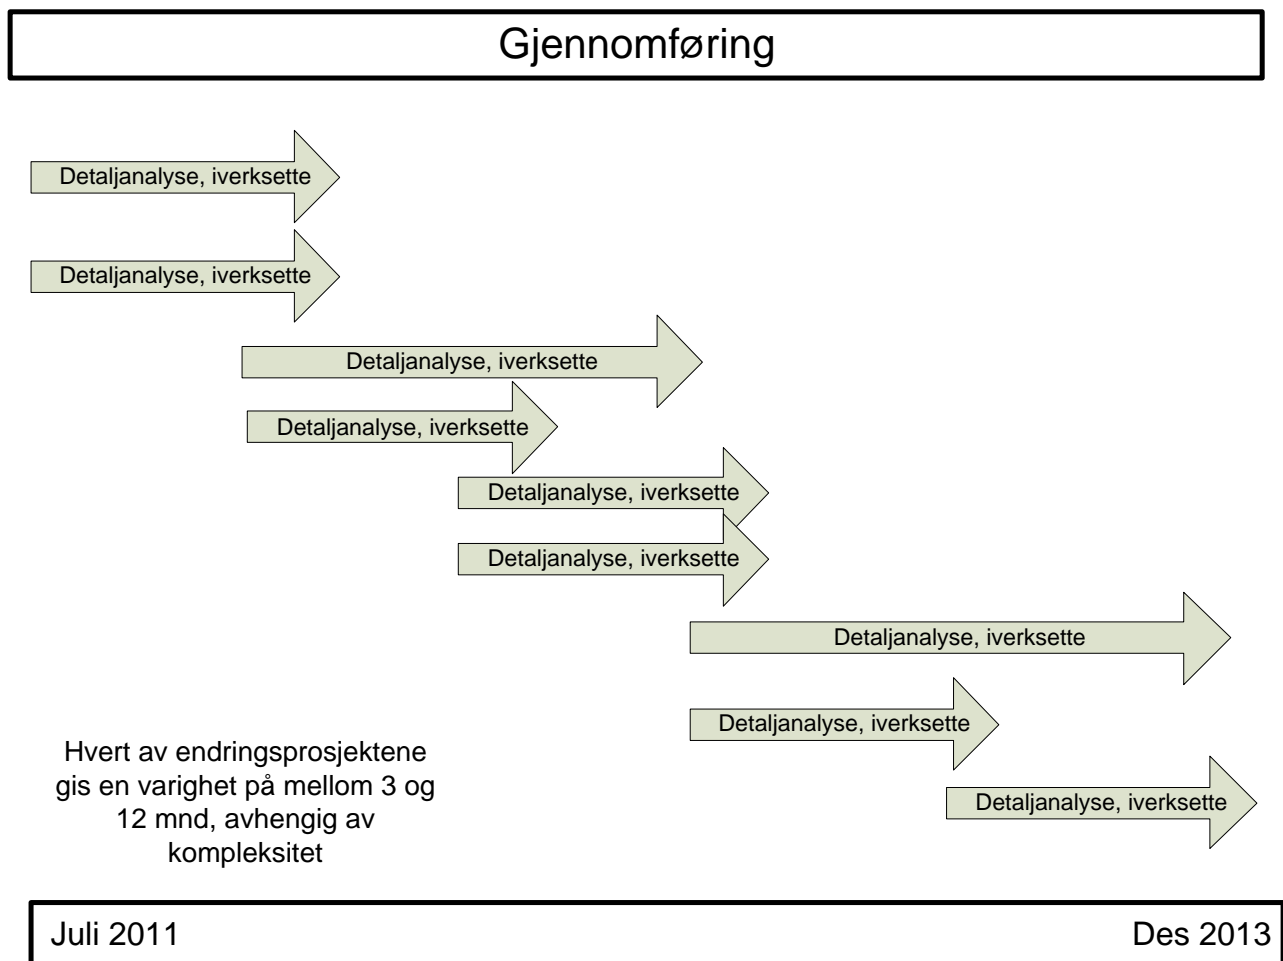 Gjennomføring
Detaljanalyse, iverksette
Detaljanalyse, iverksette
Detaljanalyse, iverksette
Detaljanalyse, iverksette
Detaljanalyse, iverksette
Detaljanalyse, iverksette
Detaljanalyse, iverksette
Detaljanalyse, iverksette
Detaljanalyse, iverksette
Hvert av endringsprosjektene
gis en varighet på mellom 3 og
12 mnd, avhengig av
kompleksitet
Juli 2011 Des 2013